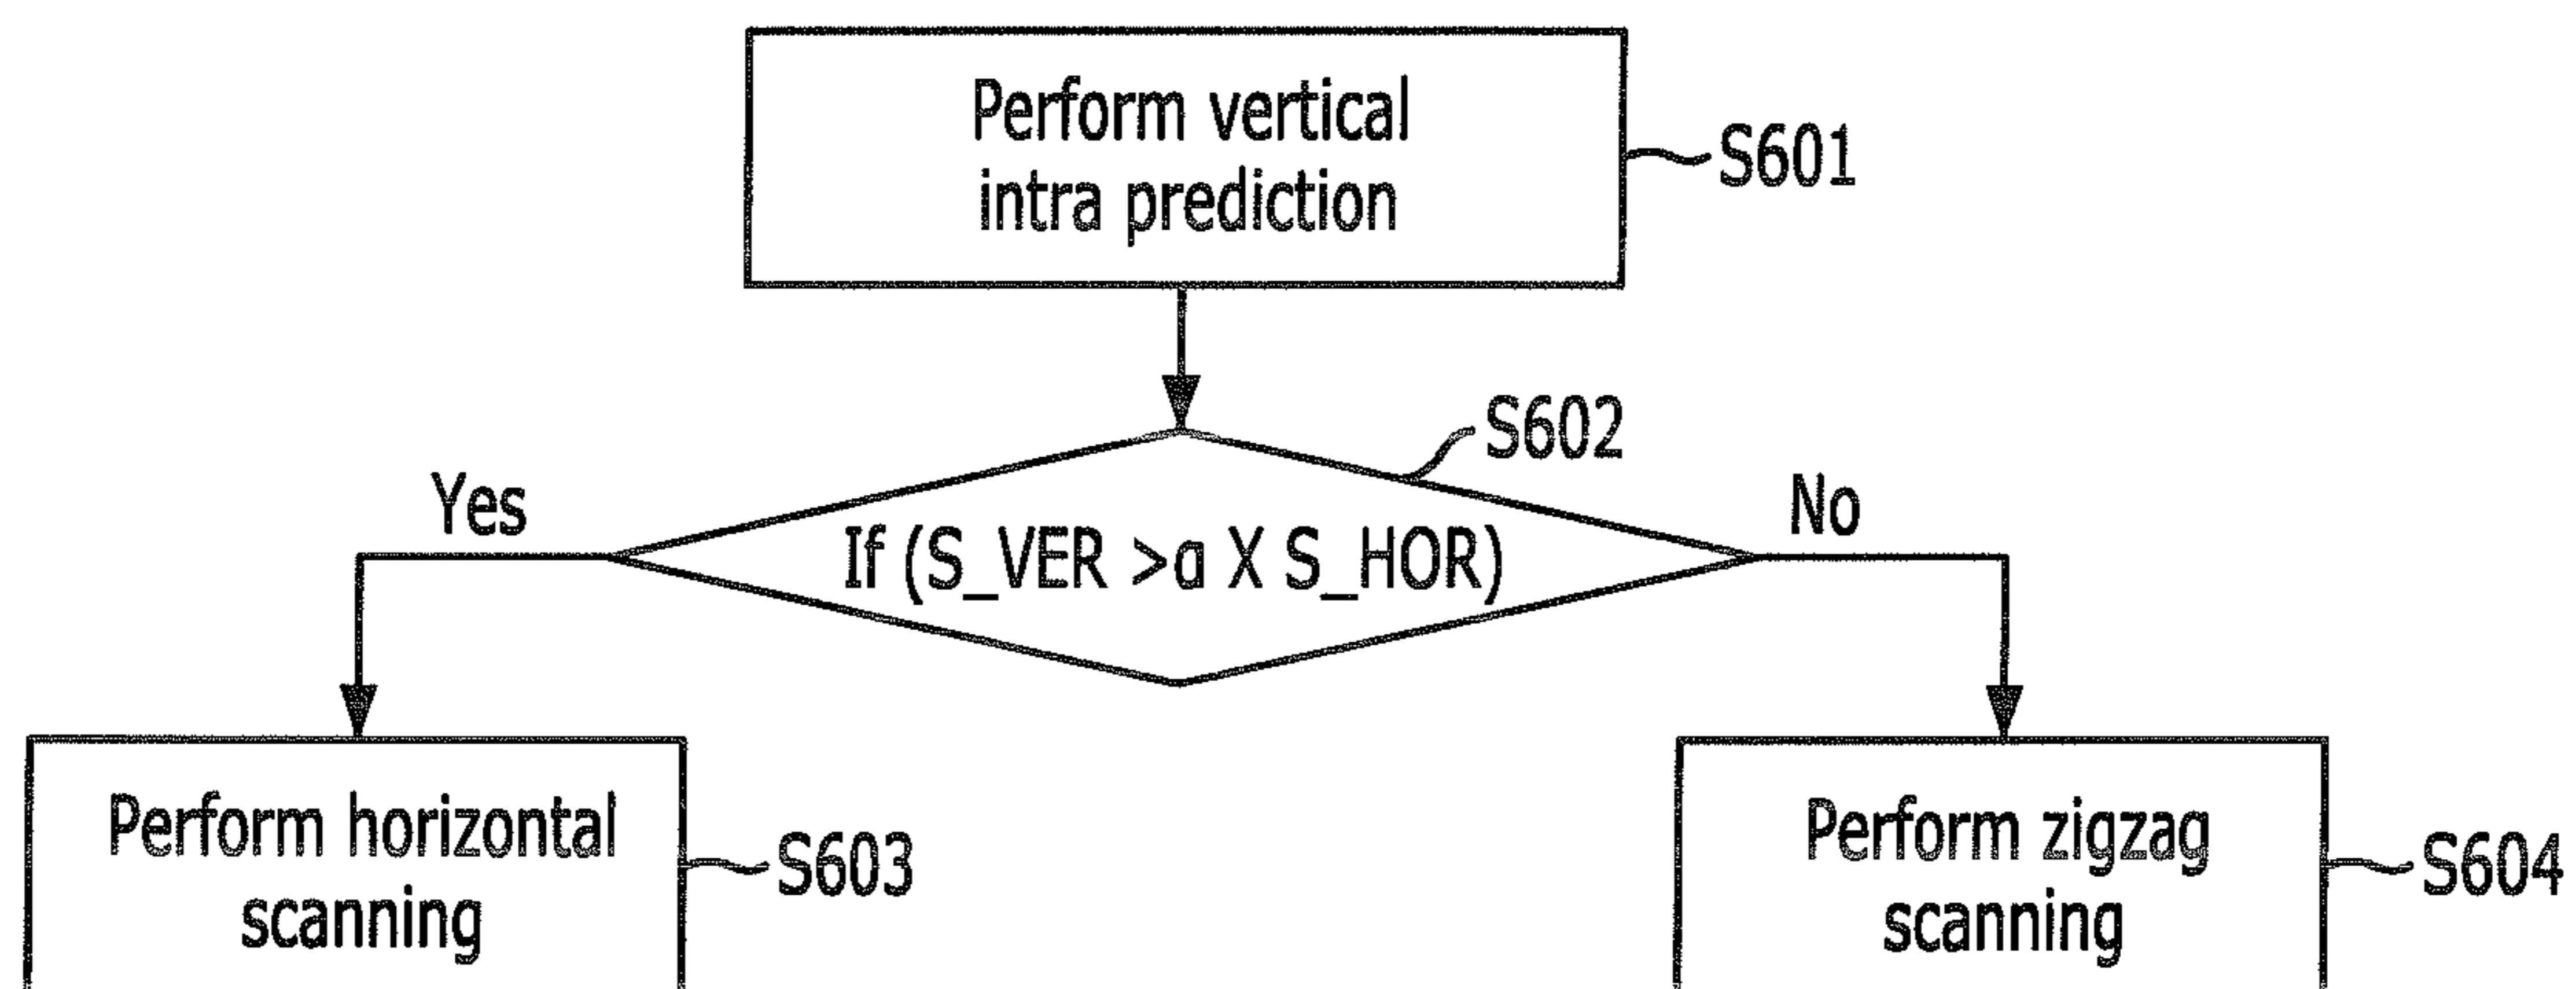 Perform vertical
intra prediction
S601
S602
Yes
No
If (S_VER >a X S_HOR)
Perform horizontal
scanning
S603
Perform zigzag
scanning
S604